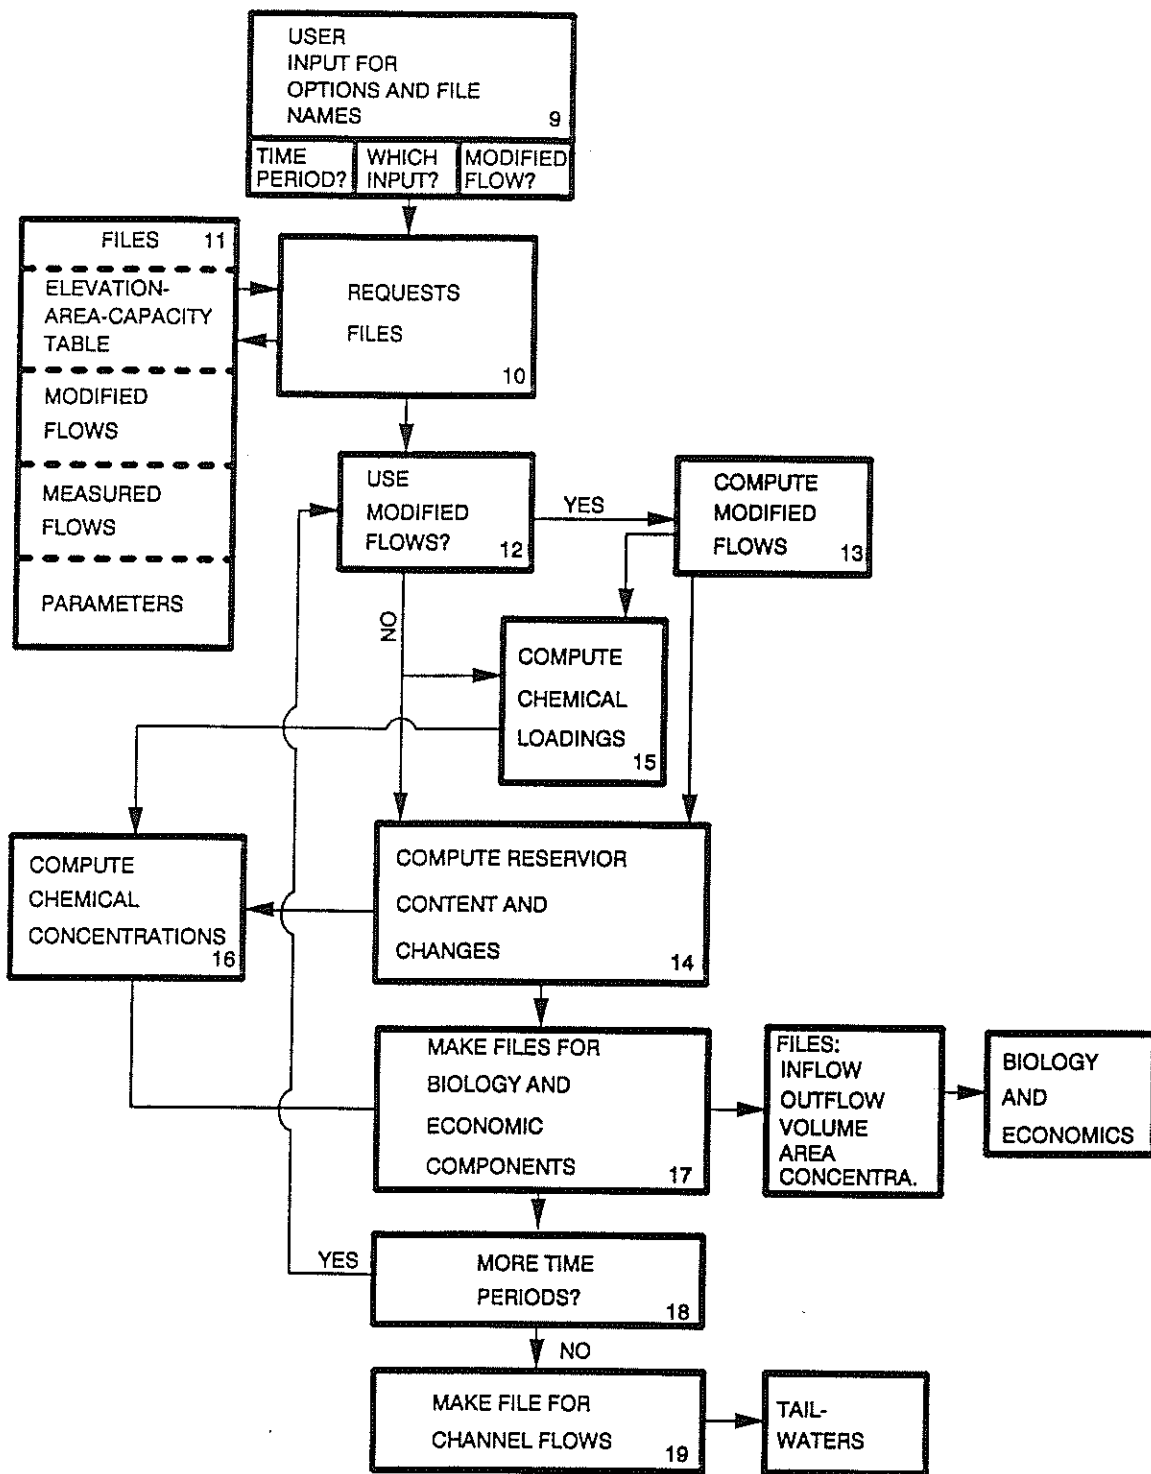 USER
INPUT FOR
OPTIONS AND FILE
NAMES
9
TIME
PERIOD?
WHICH
INPUT?
MODIFIED
FLOW?
FILES 11
ELEVATION-
AREA-CAPACITY
TABLE
MODIFIED
FLOWS
MEASURED
FLOWS
PARAMETERS
REQUESTS
FILES
10
USE
MODIFIED
FLOWS?
12
YES
COMPUTE
MODIFIED
FLOWS
13
NO
COMPUTE
CHEMICAL
LOADINGS
15
COMPUTE
CHEMICAL
CONCENTRATIONS
16
COMPUTE RESERVIOR
CONTENT AND
CHANGES
14
MAKE FILES FOR
BIOLOGY AND
ECONOMIC
COMPONENTS
17
FILES:
INFLOW
OUTFLOW
VOLUME
AREA
CONCENTRA.
BIOLOGY
AND
ECONOMICS
YES
MORE TIME
PERIODS?
18
NO
MAKE FILE FOR
CHANNEL FLOWS
19
TAIL-
WATERS